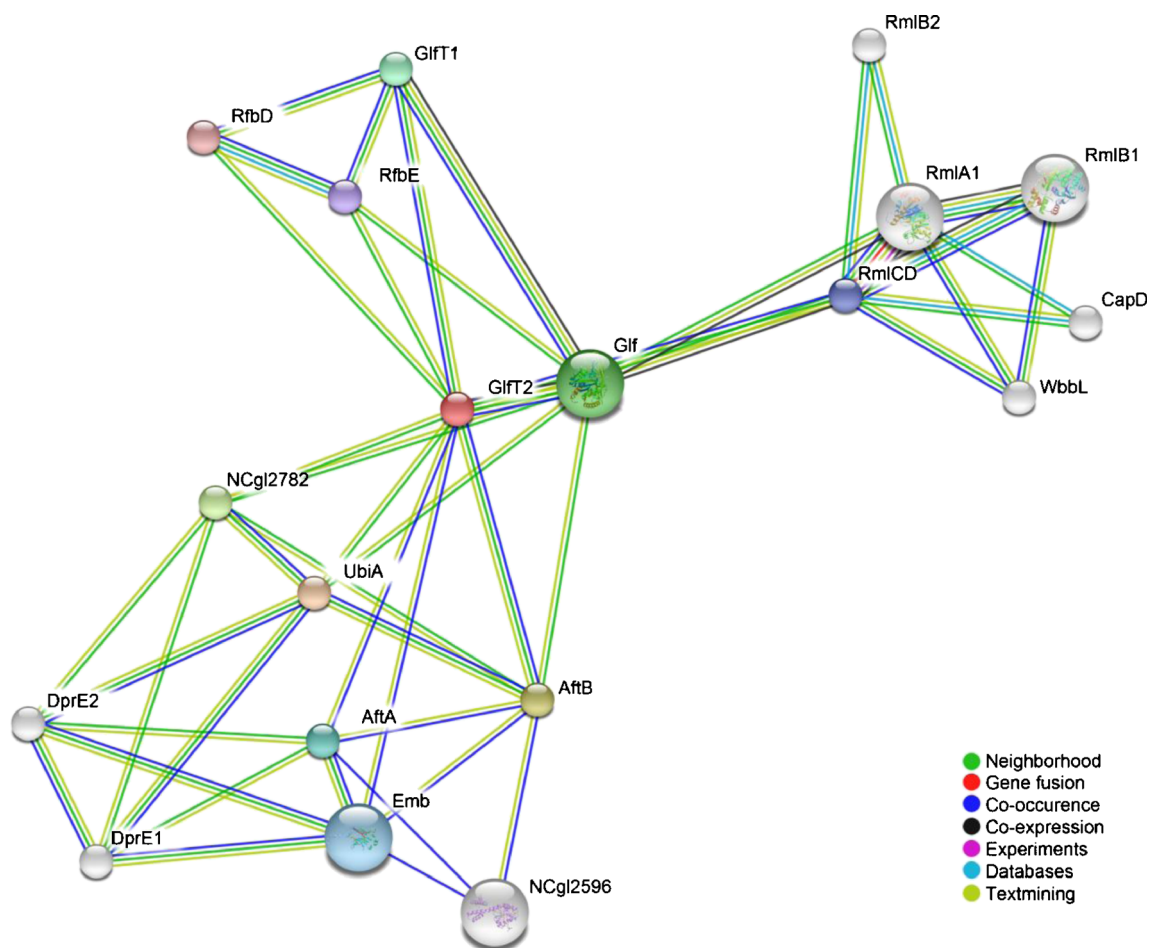 RmlB2
GlfT1
RfbD
RmlB1
RfbE
RmlA1
RmlCD
CapD
Glf
GlfT2
WbbL
NCgl2782
UbiA
AftB
DprE2
AftA
Neighborhood
Gene fusion
Emb
Co-occurence
Co-expression
DprE1
Experiments
Databases
NCgl2596
Textmining